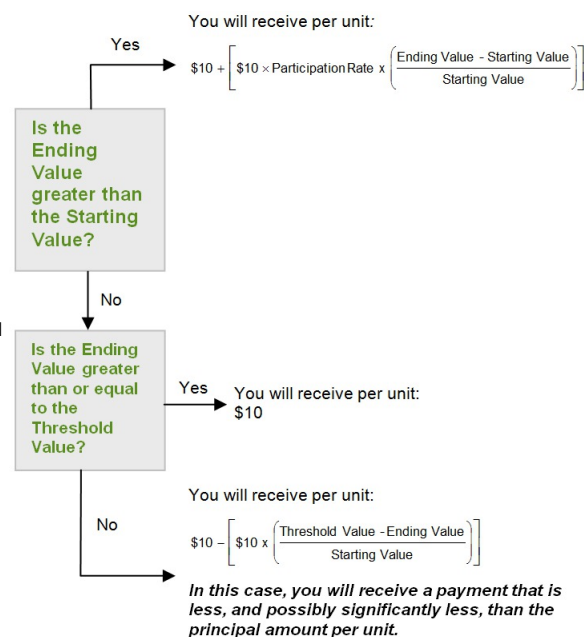 You will receive per unit:
Yes
$10 + [ $10 × Participation Rate x ( Ending Value - Starting Value
Starting Value ) ]
Is the
Ending
Value
greater than
the Starting
Value?
No
Is the Ending
Value greater
than or equal
to the
Threshold
Value?
Yes
You will receive per unit:
$10
You will receive per unit:
No
$10 – [ $10 x ( Threshold Value - Ending Value
Starting Value ) ]
In this case, you will receive a payment that is
less, and possibly significantly less, than the
principal amount per unit.